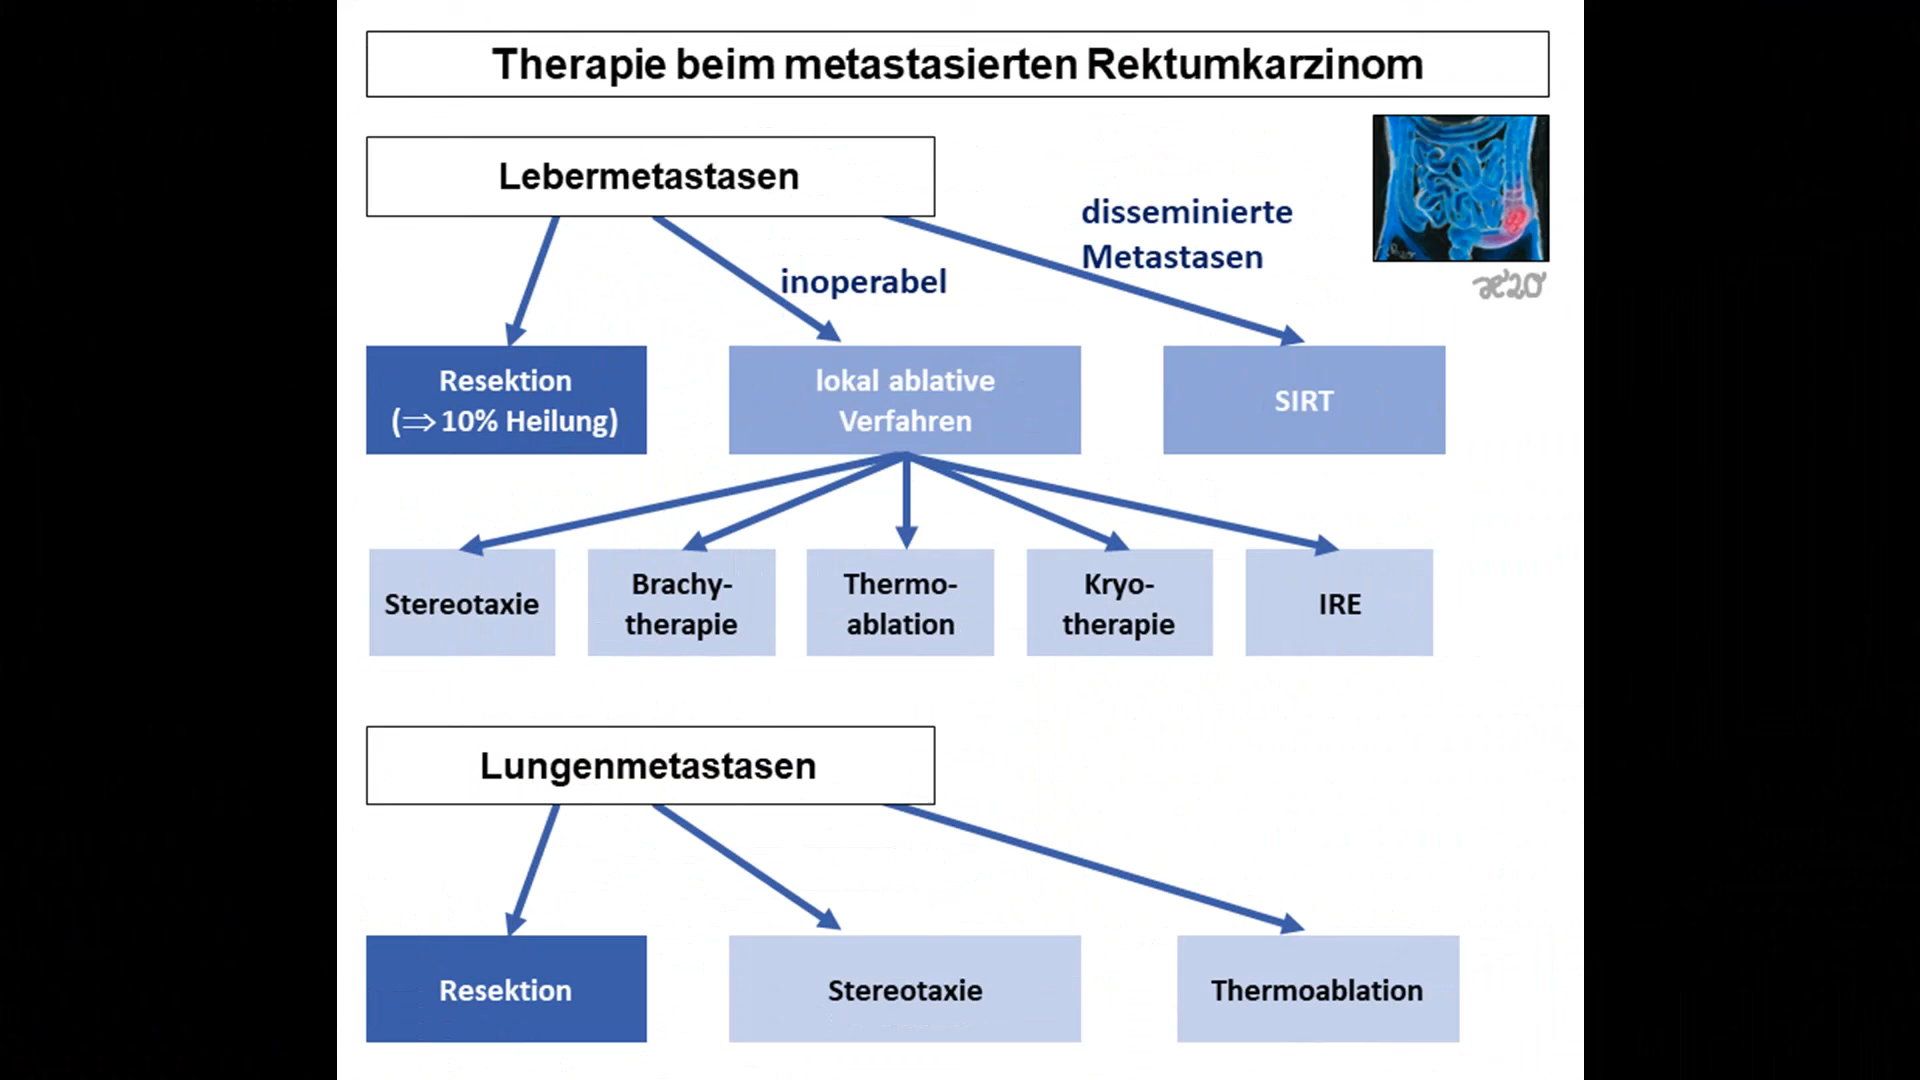 Therapie beim metastasierten Rektumkarzinom
Lebermetastasen
disseminierte
Metastasen
inoperabel
Resektion
(⇒ 10% Heilung)
lokal ablative
Verfahren
SIRT
Stereotaxie
Brachy-
therapie
Thermo-
ablation
Kryo-
therapie
IRE
Lungenmetastasen
Resektion
Stereotaxie
Thermoablation